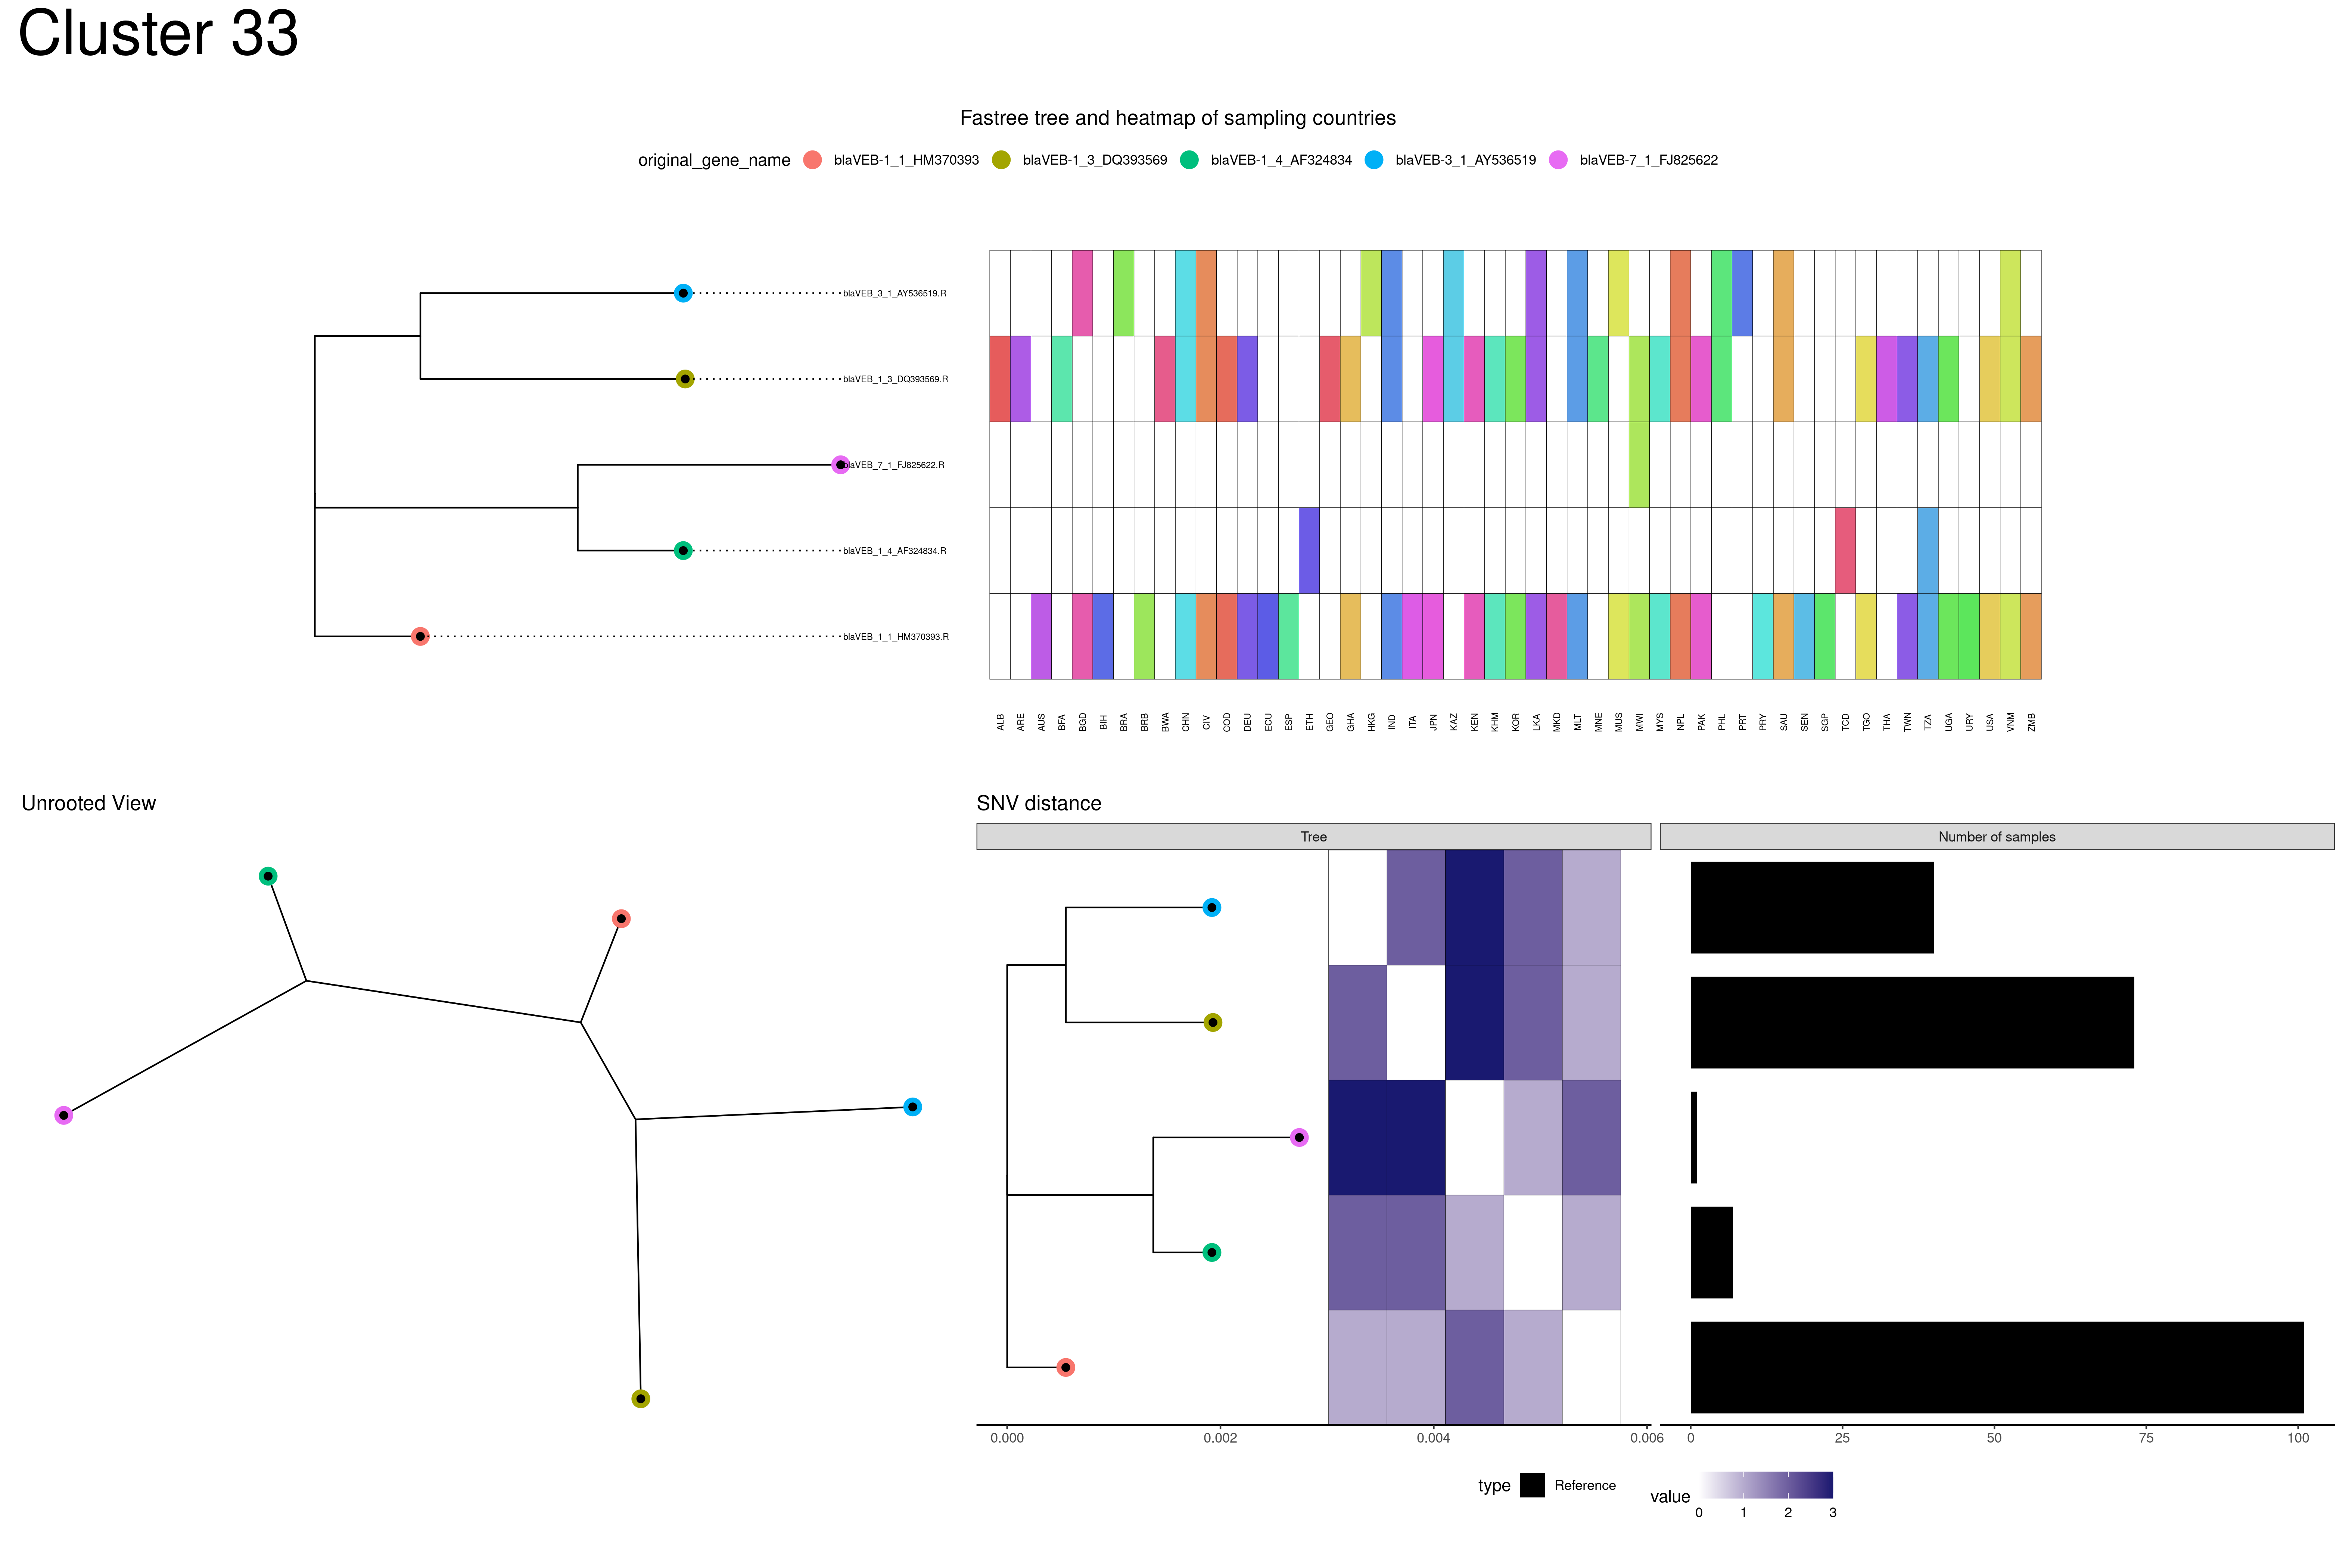 Cluster 33
Fastree tree and heatmap of sampling countries
original_gene_name blaVEB-1_1_HM370393 blaVEB-1_3_DQ393569 blaVEB-1_4_AF324834 blaVEB-3_1_AY536519 blaVEB-7_1_FJ825622
blaVEB_3_1_AY536519.R
blaVEB_1_3_DQ393569.R
blaVEB_7_1_FJ825622.R
blaVEB_1_4_AF324834.R
blaVEB_1_1_HM370393.R
ALB ARE AUS BFA BGD BIH BRA BRB BWA CHN CIV COD DEU ECU ESP ETH GEO GHA HKG IND ITA JPN KAZ KEN KHM KOR LKA MKD MLT MNE MUS MWI MYS NPL PAK PHL PRT PRY SAU SEN SGP TCD TGO THA TWN TZA UGA URY USA VNM ZMB
Unrooted View
SNV distance
Tree Number of samples
0.000 0.002 0.004 0.006 0 25 50 75 100
type Reference value
0 1 2 3